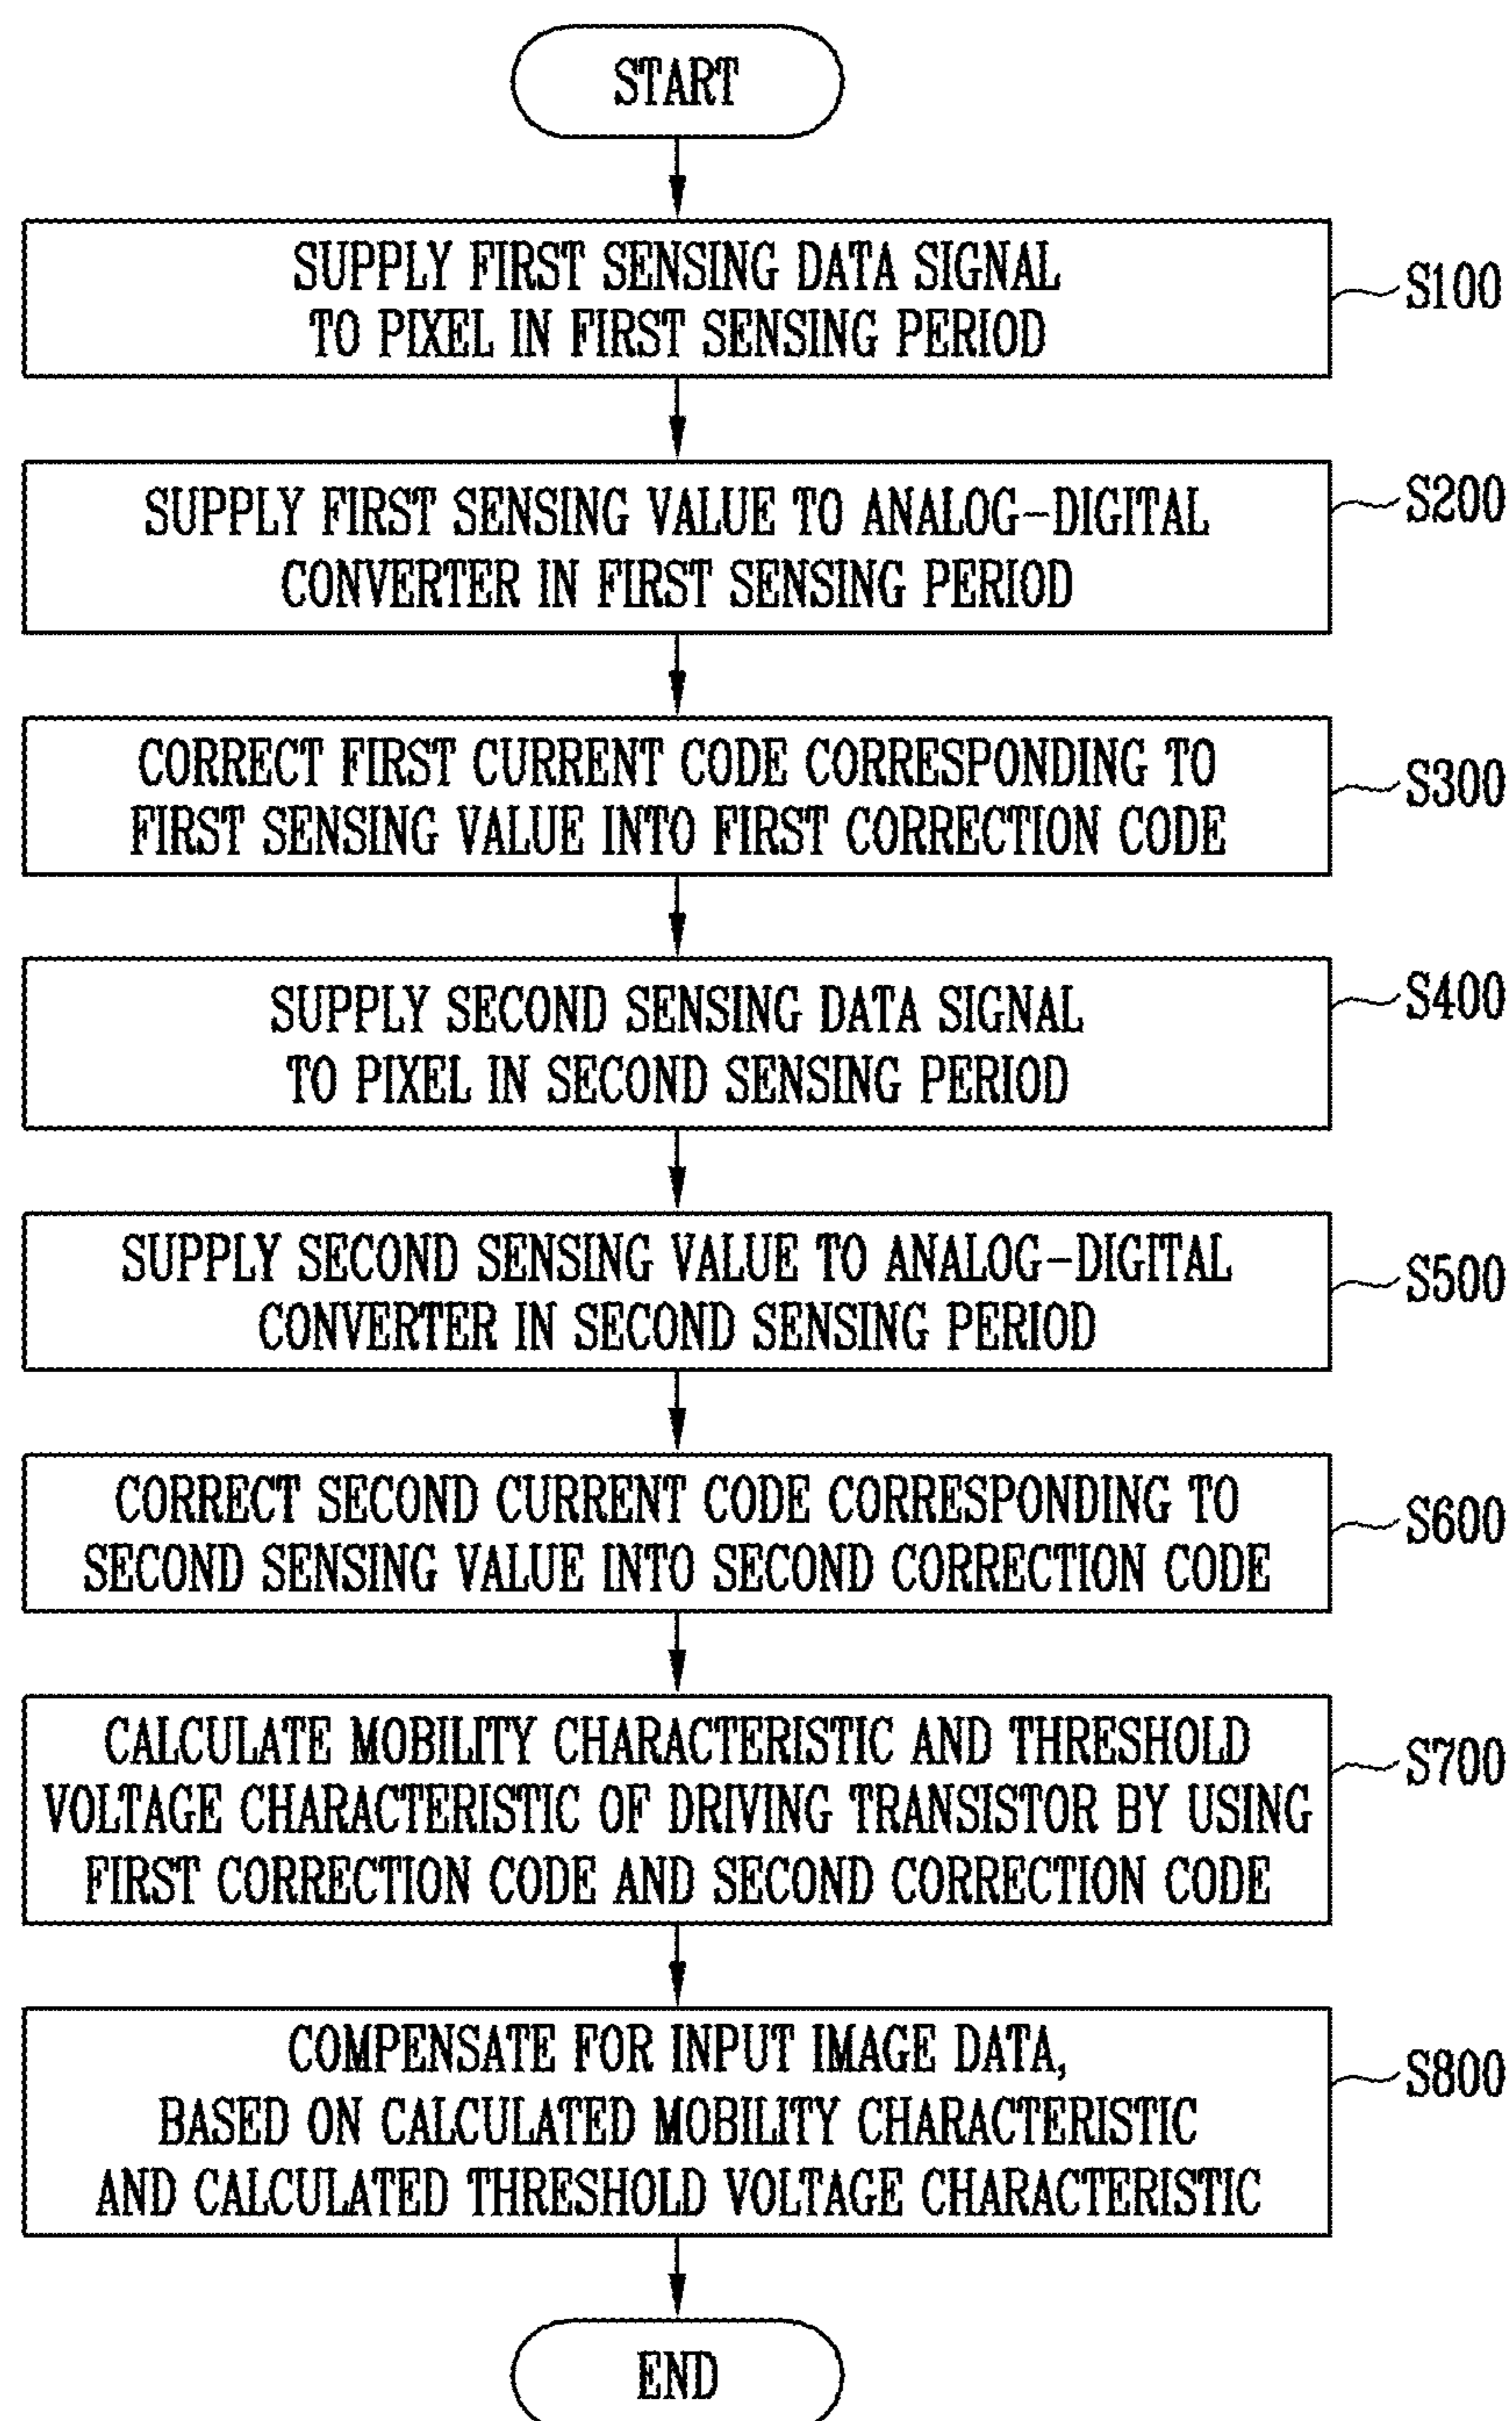 START
SUPPLY FIRST SENSING DATA SIGNAL
TO PIXEL IN FIRST SENSING PERIOD
S100
SUPPLY FIRST SENSING VALUE TO ANALOG-DIGITAL
CONVERTER IN FIRST SENSING PERIOD
S200
CORRECT FIRST CURRENT CODE CORRESPONDING TO
FIRST SENSING VALUE INTO FIRST CORRECTION CODE
S300
SUPPLY SECOND SENSING DATA SIGNAL
TO PIXEL IN SECOND SENSING PERIOD
S400
SUPPLY SECOND SENSING VALUE TO ANALOG-DIGITAL
CONVERTER IN SECOND SENSING PERIOD
S500
CORRECT SECOND CURRENT CODE CORRESPONDING TO
SECOND SENSING VALUE INTO SECOND CORRECTION CODE
S600
CALCULATE MOBILITY CHARACTERISTIC AND THRESHOLD
VOLTAGE CHARACTERISTIC OF DRIVING TRANSISTOR BY USING
FIRST CORRECTION CODE AND SECOND CORRECTION CODE
S700
COMPENSATE FOR INPUT IMAGE DATA,
BASED ON CALCULATED MOBILITY CHARACTERISTIC
AND CALCULATED THRESHOLD VOLTAGE CHARACTERISTIC
S800
END